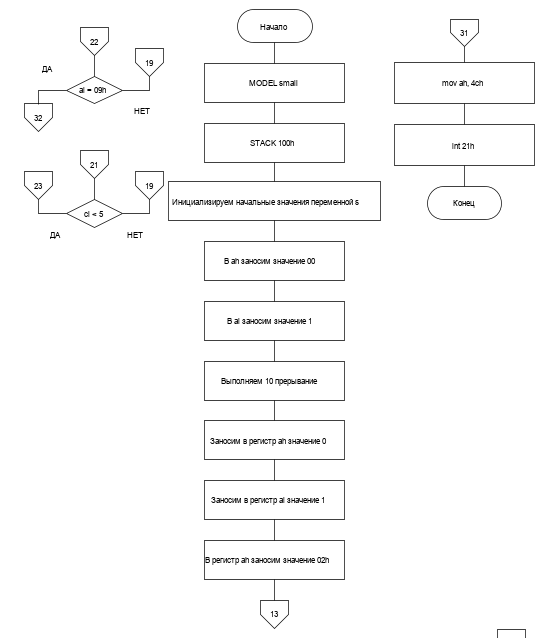 22
ДА
19
al = 09h
НЕТ
32
21
23
19
cl < 5
ДА
НЕТ
Начало
MODEL small
STACK 100h
Инициализируем начальные значения переменной s
В ah заносим значение 00
В al заносим значение 1
Выполняем 10 прерывание
Заносим в регистр ah значение 0
Заносим в регистр al значение 1
В регистр ah заносим значение 02h
13
31
mov ah, 4ch
int 21h
Конец